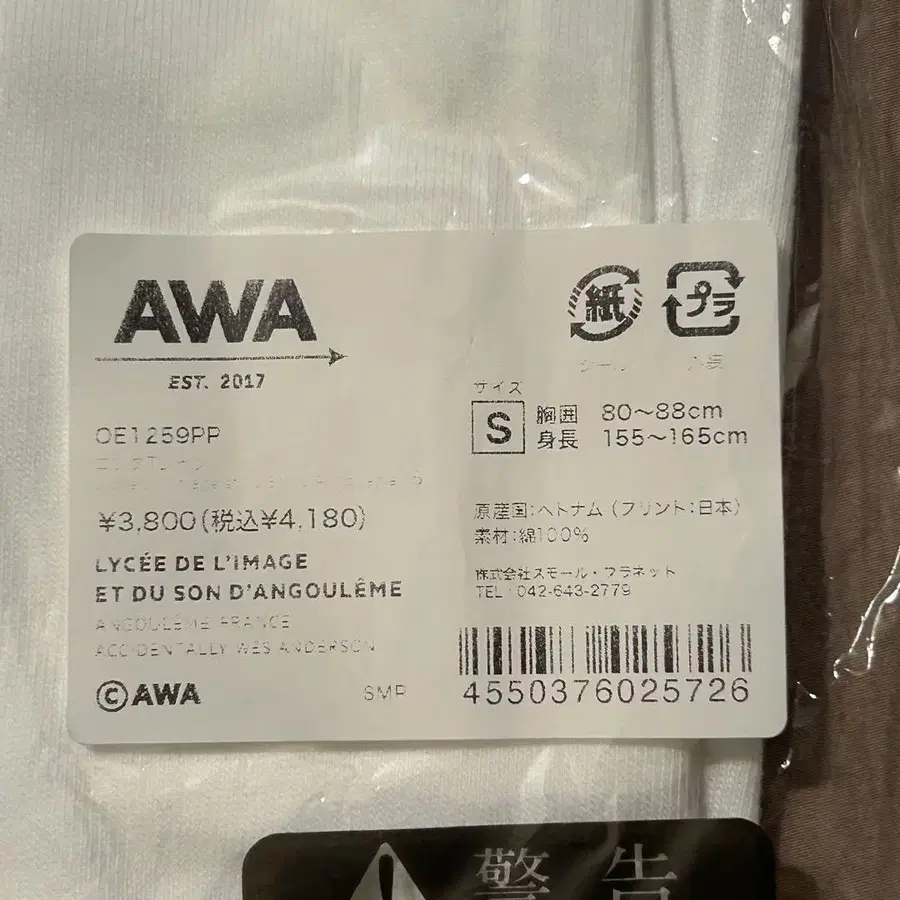 AWA
EST. 2017
OE1259PP
¥3,800(税込¥4,180)
LYCÉE DE L'IMAGE
ET DU SON D'ANGOULÊME
ANGOULÊME FRANCE
ACCIDENTALLY WES ANDERSON
©AWA
SMP
紙
プラ
サイズ
S
胸囲 80～88cm
身長 155～165cm
原産国:ベトナム (プリント:日本)
素材:綿100%
株式会社スモール・プラネット
TEL:042-643-2779
4550376025726
警告